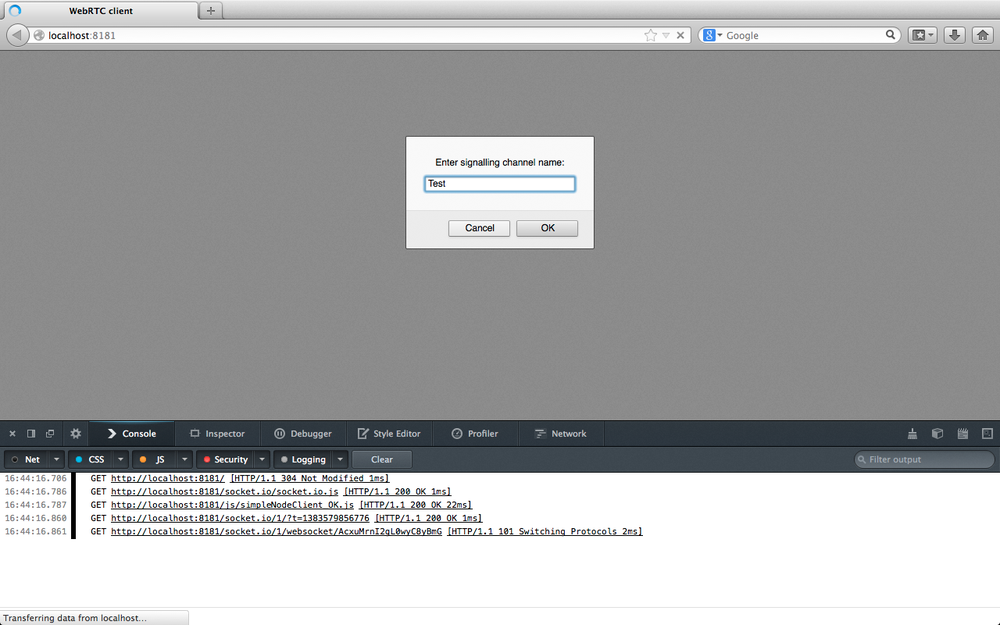 WebRTC client
localhost:8181
Google
Enter signalling channel name:
Test
Cancel OK
Console Inspector Debugger Style Editor Profiler Network
Net CSS JS Security Logging Clear Filter output
16:44:16.706 GET http://localhost:8181/ [HTTP/1.1 304 Not Modified 1ms]
16:44:16.786 GET http://localhost:8181/socket.io/socket.io.js [HTTP/1.1 200 OK 1ms]
16:44:16.787 GET http://localhost:8181/js/simpleNodeClient_OK.js [HTTP/1.1 200 OK 22ms]
16:44:16.860 GET http://localhost:8181/socket.io/1/?t=1383579856776 [HTTP/1.1 200 OK 1ms]
16:44:16.861 GET http://localhost:8181/socket.io/1/websocket/AcxuMrnI2gL0wyC8yBmG [HTTP/1.1 101 Switching Protocols 2ms]
Transferring data from localhost...